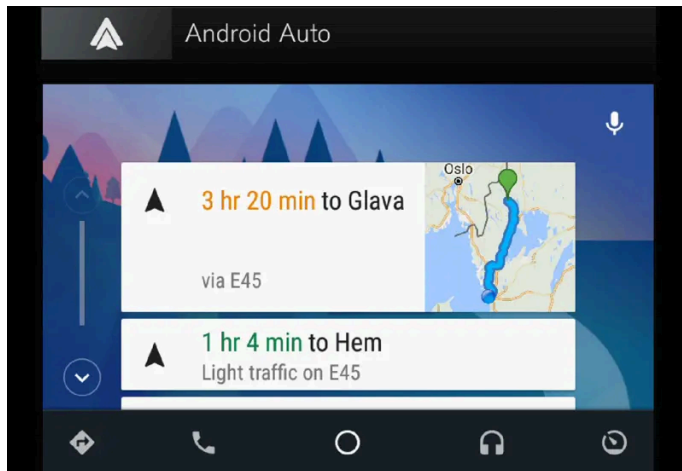 Android Auto
3 hr 20 min to Glava
Oslo
via E45
1 hr 4 min to Hem
Light traffic on E45